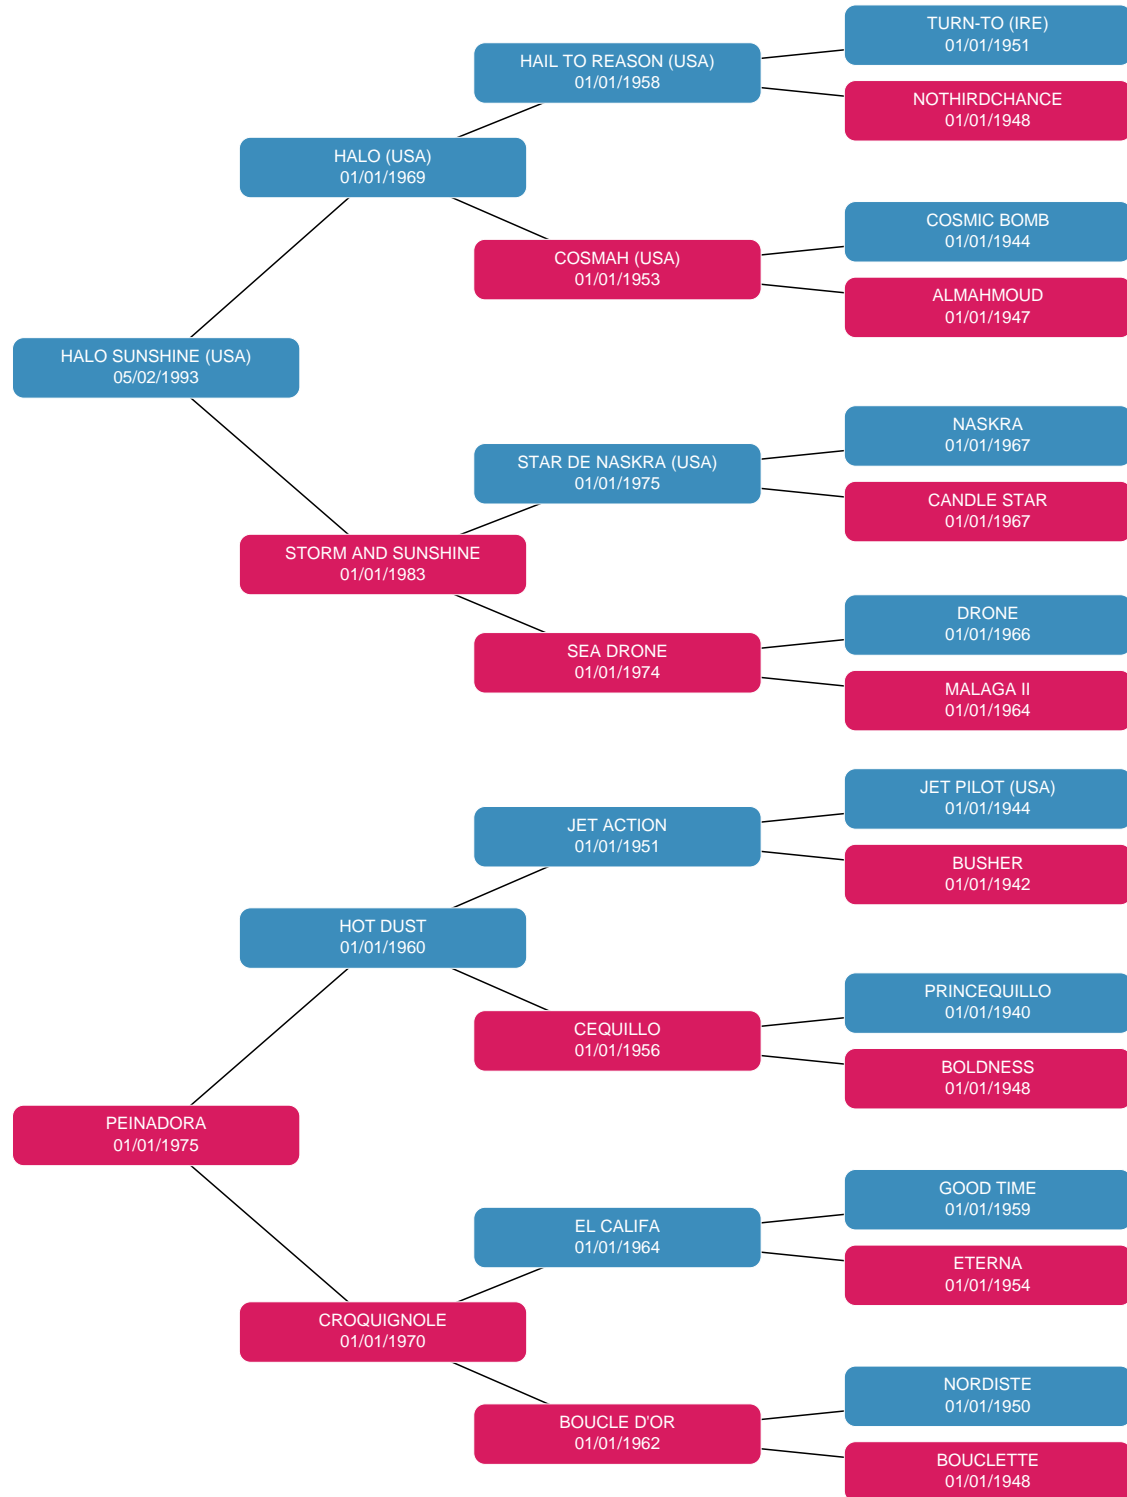 TURN-TO (IRE)
01/01/1951
HAIL TO REASON (USA)
01/01/1958
NOTHIRDCHANCE
01/01/1948
HALO (USA)
01/01/1969
COSMIC BOMB
01/01/1944
COSMAH (USA)
01/01/1953
ALMAHMOUD
01/01/1947
HALO SUNSHINE (USA)
05/02/1993
NASKRA
01/01/1967
STAR DE NASKRA (USA)
01/01/1975
CANDLE STAR
01/01/1967
STORM AND SUNSHINE
01/01/1983
DRONE
01/01/1966
SEA DRONE
01/01/1974
MALAGA II
01/01/1964
JET PILOT (USA)
01/01/1944
JET ACTION
01/01/1951
BUSHER
01/01/1942
HOT DUST
01/01/1960
PRINCEQUILLO
01/01/1940
CEQUILLO
01/01/1956
BOLDNESS
01/01/1948
PEINADORA
01/01/1975
GOOD TIME
01/01/1959
EL CALIFA
01/01/1964
ETERNA
01/01/1954
CROQUIGNOLE
01/01/1970
NORDISTE
01/01/1950
BOUCLE D'OR
01/01/1962
BOUCLETTE
01/01/1948